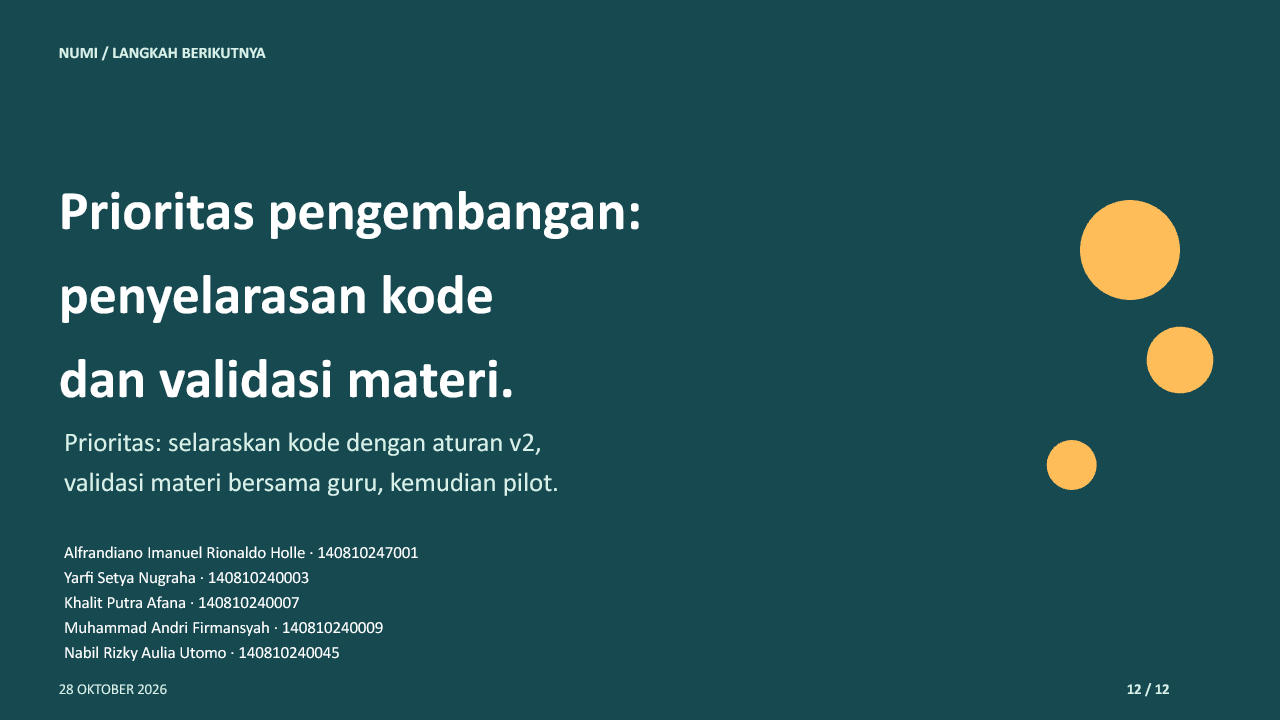 NUMI / LANGKAH BERIKUTNYA
Prioritas pengembangan:
penyelarasan kode
dan validasi materi.
Prioritas: selaraskan kode dengan aturan v2,
validasi materi bersama guru, kemudian pilot.
Alfrandiano Imanuel Rionaldo Holle · 140810247001
Yarfi Setya Nugraha · 140810240003
Khalit Putra Afana · 140810240007
Muhammad Andri Firmansyah · 140810240009
Nabil Rizky Aulia Utomo · 140810240045
28 OKTOBER 2026
12 / 12